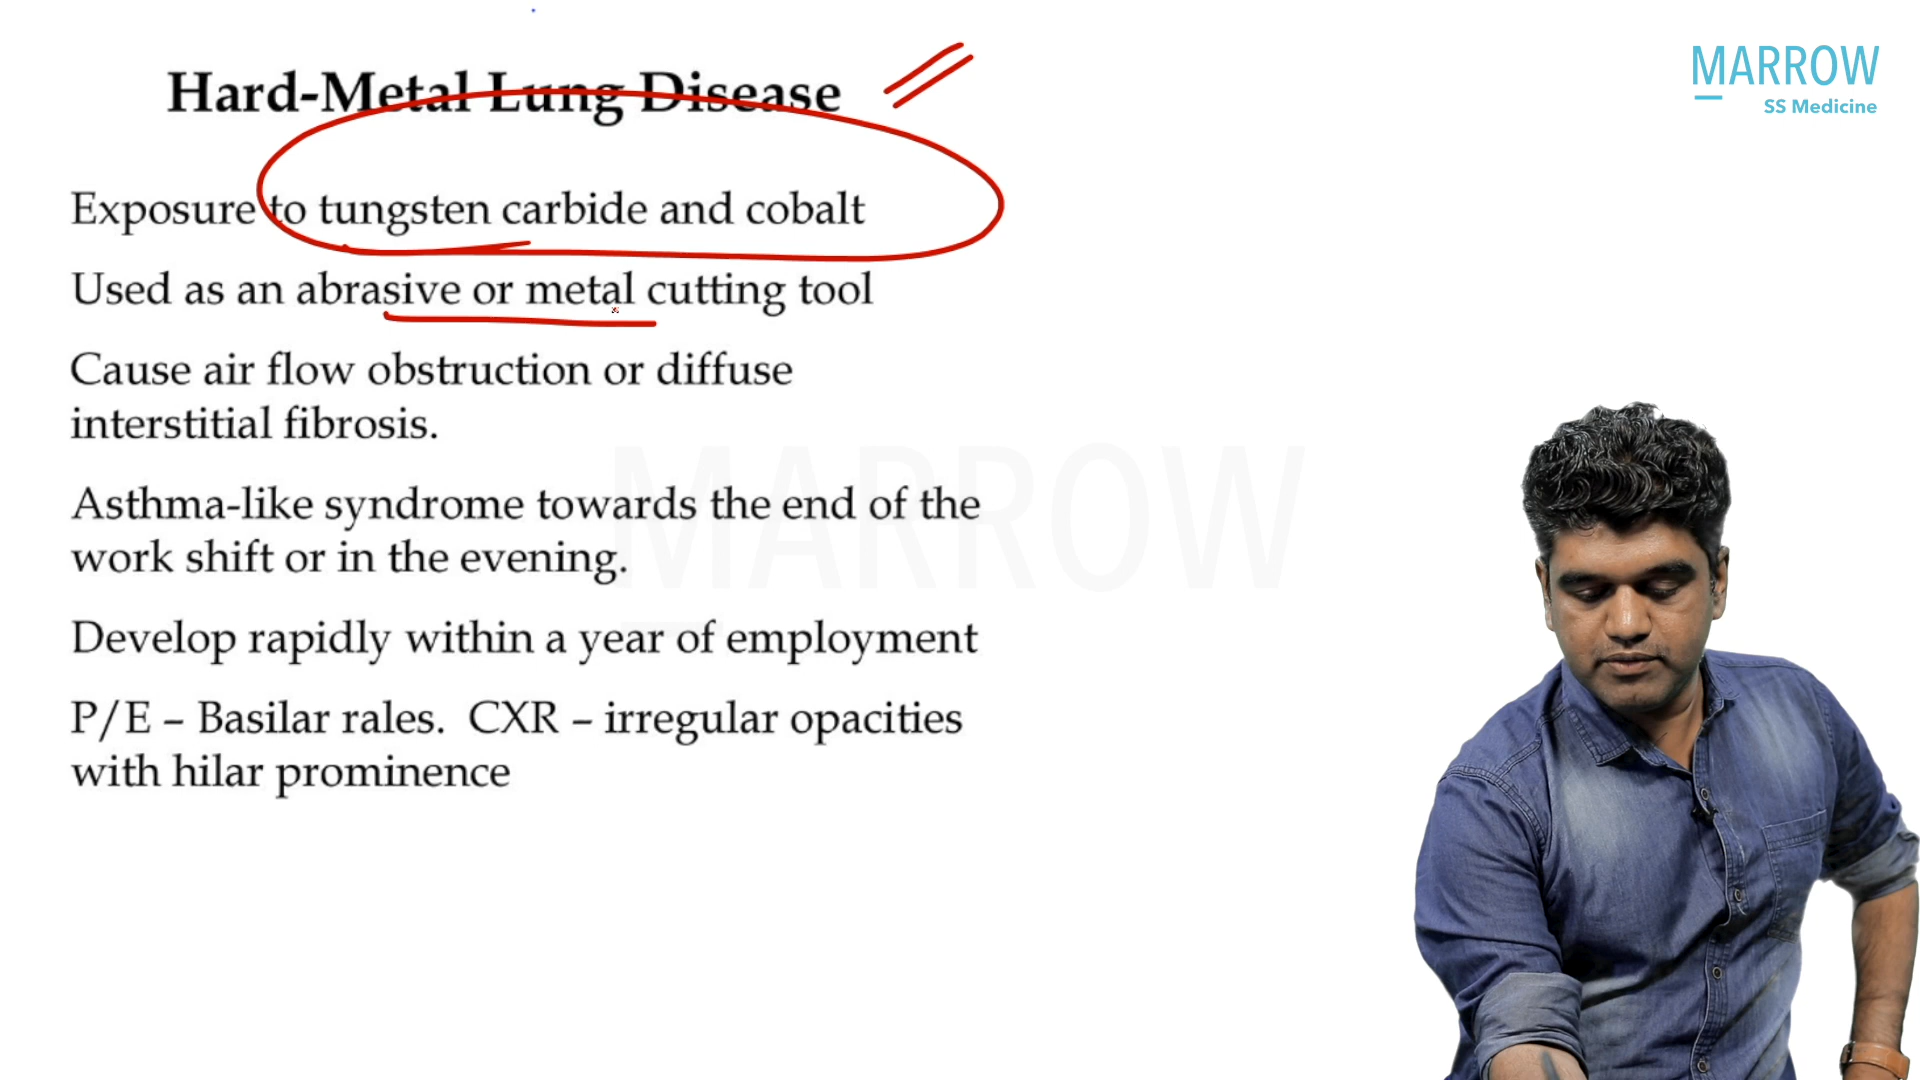 Hard-Metal Lung Disease
MARROW
SS Medicine
Exposure to tungsten carbide and cobalt
Used as an abrasive or metal cutting tool
Cause air flow obstruction or diffuse
interstitial fibrosis.
Asthma-like syndrome towards the end of the
work shift or in the evening.
Develop rapidly within a year of employment
P/E – Basilar rales.  CXR – irregular opacities
with hilar prominence
MARROW